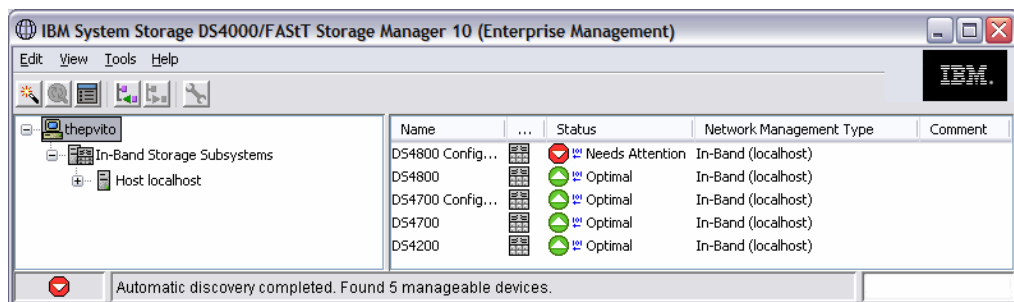 IBM System Storage DS4000/FAStT Storage Manager 10 (Enterprise Management)
Edit View Tools Help
IBM.
thepvito
In-Band Storage Subsystems
Host localhost
Name ... Status Network Management Type Comment
DS4800 Config... Needs Attention In-Band (localhost)
DS4800 Optimal In-Band (localhost)
DS4700 Config... Optimal In-Band (localhost)
DS4700 Optimal In-Band (localhost)
DS4200 Optimal In-Band (localhost)
Automatic discovery completed. Found 5 manageable devices.